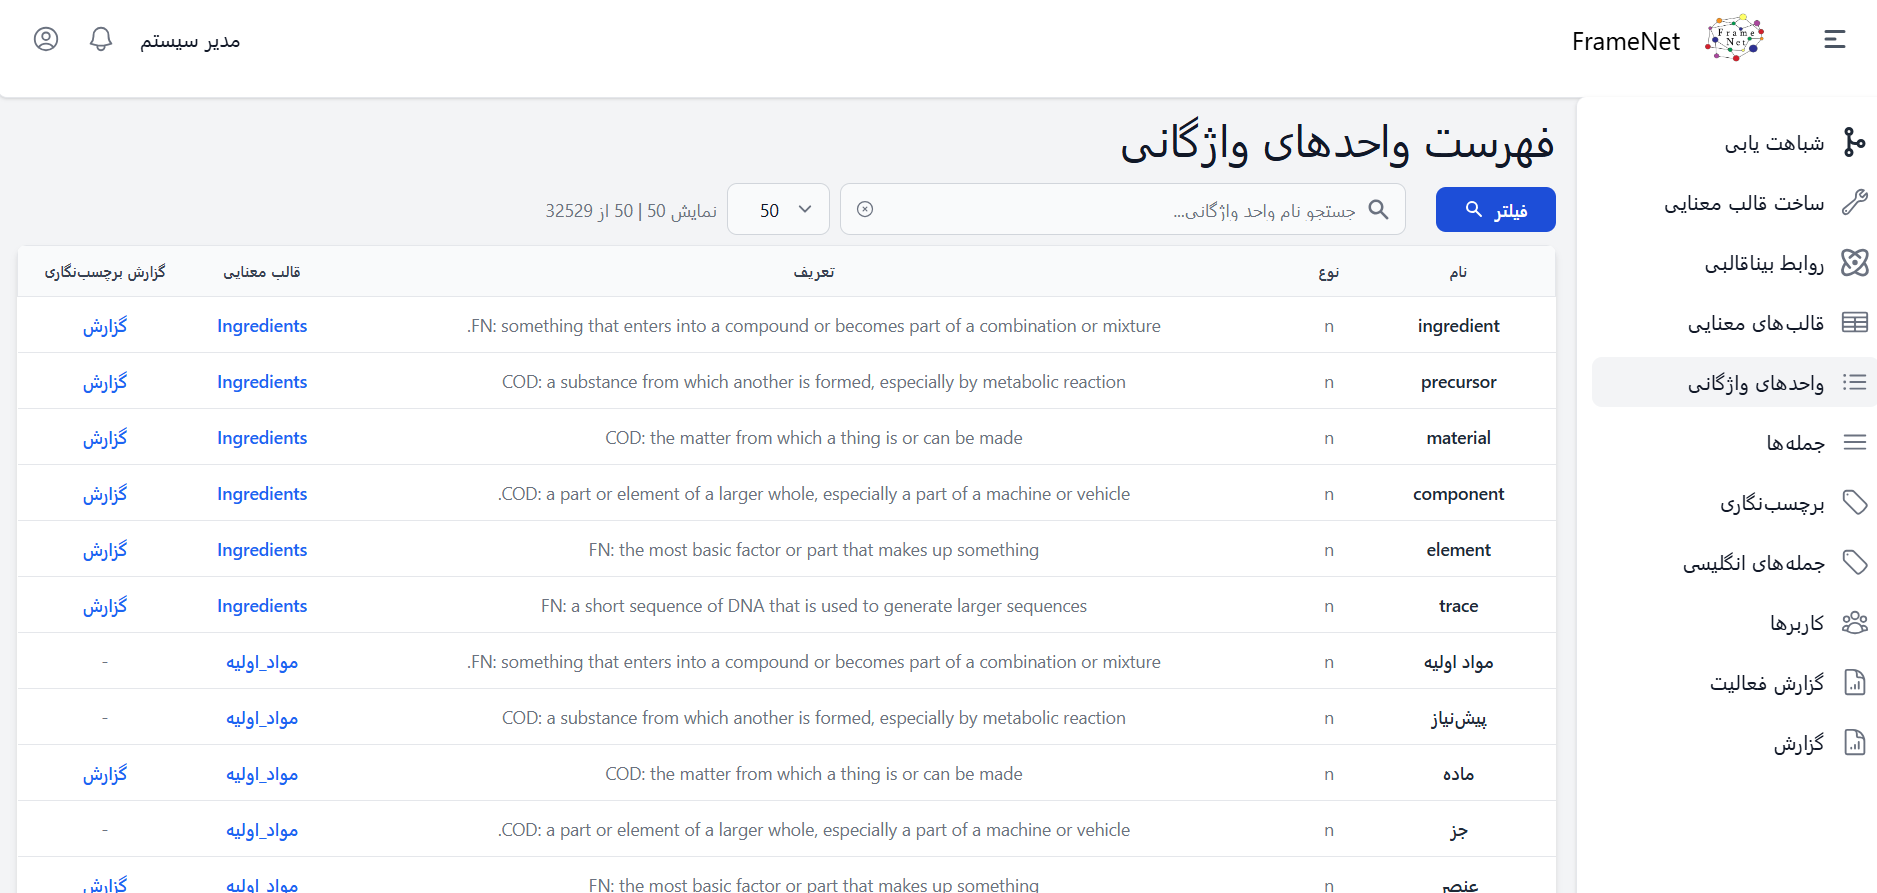 FrameNet
Frame Net
مدیر سیستم
شباهت یابی
ساخت قالب معنایی
روابط بیناقالبی
قالب‌های معنایی
واحدهای واژگانی
جمله‌ها
برچسب‌نگاری
جمله‌های انگلیسی
کاربرها
گزارش فعالیت
گزارش
فهرست واحدهای واژگانی
فیلتر جستجو نام واحد واژگانی... 50 نمایش 50 | 50 از 32529
نام نوع تعریف قالب معنایی گزارش برچسب‌نگاری
ingredient n FN: something that enters into a compound or becomes part of a combination or mixture. Ingredients گزارش
precursor n COD: a substance from which another is formed, especially by metabolic reaction Ingredients گزارش
material n COD: the matter from which a thing is or can be made Ingredients گزارش
component n COD: a part or element of a larger whole, especially a part of a machine or vehicle. Ingredients گزارش
element n FN: the most basic factor or part that makes up something Ingredients گزارش
trace n FN: a short sequence of DNA that is used to generate larger sequences Ingredients گزارش
مواد اولیه n FN: something that enters into a compound or becomes part of a combination or mixture. مواد_اولیه -
پیش‌نیاز n COD: a substance from which another is formed, especially by metabolic reaction مواد_اولیه -
ماده n COD: the matter from which a thing is or can be made مواد_اولیه گزارش
جز n COD: a part or element of a larger whole, especially a part of a machine or vehicle. مواد_اولیه -
عنصر n FN: the most basic factor or part that makes up something مواد_اولیه گزارش